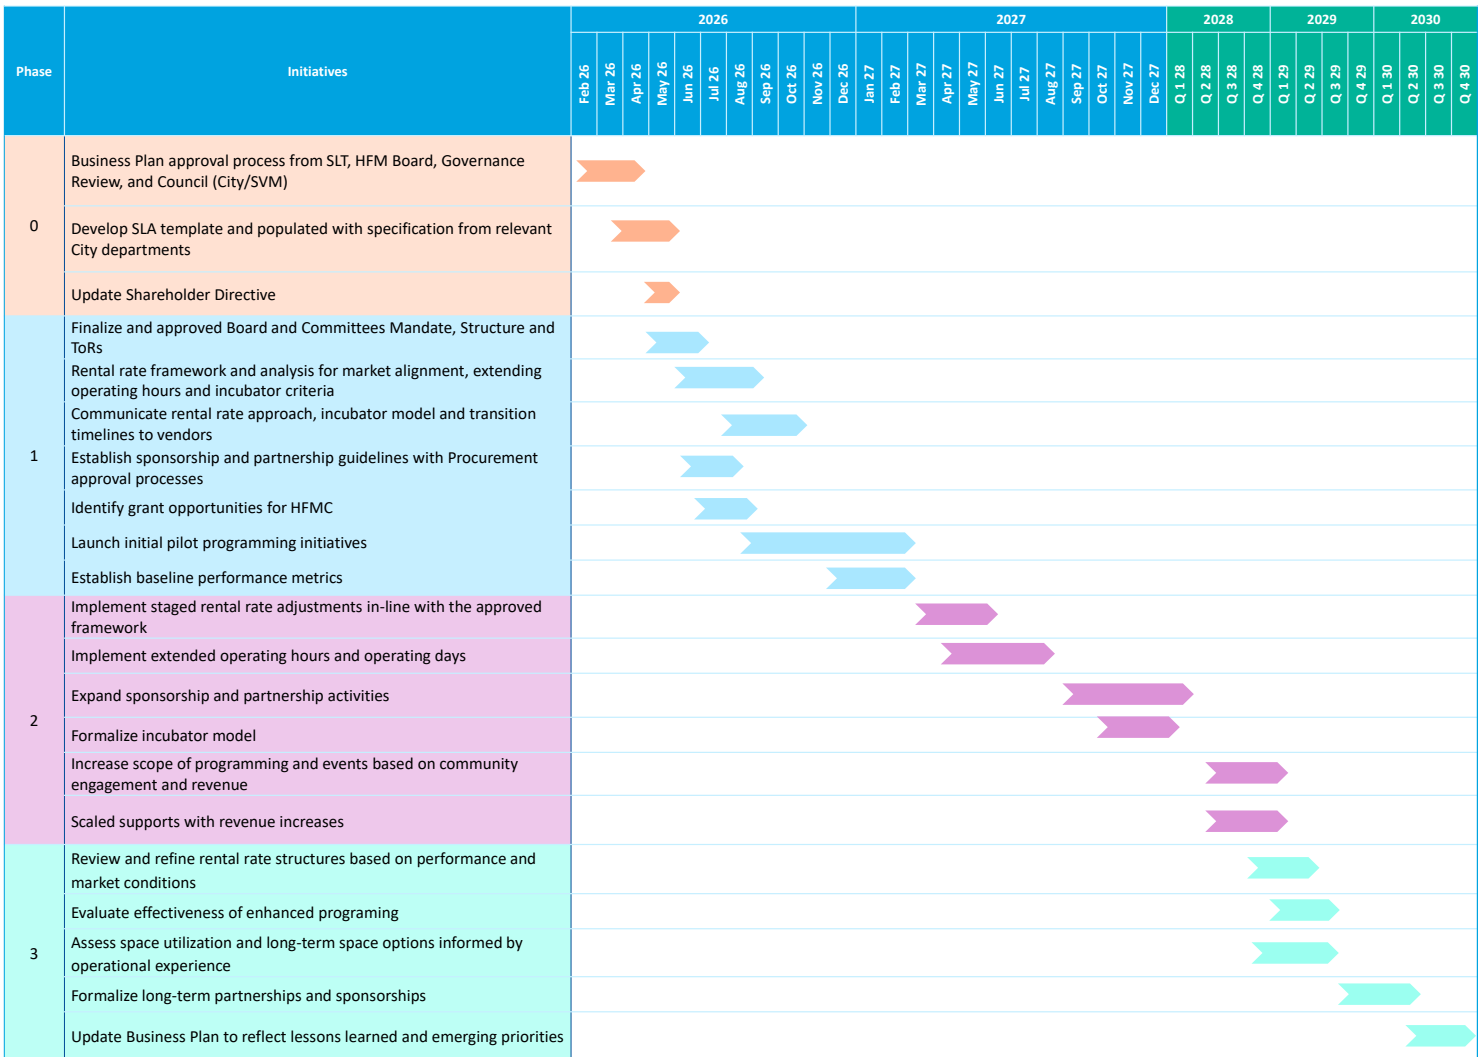 2026
2027
2028
2029
2030
Phase
Initiatives
Feb 26
Mar 26
Apr 26
May 26
Jun 26
Jul 26
Aug 26
Sep 26
Oct 26
Nov 26
Dec 26
Jan 27
Feb 27
Mar 27
Apr 27
May 27
Jun 27
Jul 27
Aug 27
Sep 27
Oct 27
Nov 27
Dec 27
Q 1 28
Q 2 28
Q 3 28
Q 4 28
Q 1 29
Q 2 29
Q 3 29
Q 4 29
Q 1 30
Q 2 30
Q 3 30
Q 4 30
0
Business Plan approval process from SLT, HFM Board, Governance
Review, and Council (City/SVM)
Develop SLA template and populated with specification from relevant
City departments
Update Shareholder Directive
1
Finalize and approved Board and Committees Mandate, Structure and
ToRs
Rental rate framework and analysis for market alignment, extending
operating hours and incubator criteria
Communicate rental rate approach, incubator model and transition
timelines to vendors
Establish sponsorship and partnership guidelines with Procurement
approval processes
Identify grant opportunities for HFMC
Launch initial pilot programming initiatives
Establish baseline performance metrics
2
Implement staged rental rate adjustments in-line with the approved
framework
Implement extended operating hours and operating days
Expand sponsorship and partnership activities
Formalize incubator model
Increase scope of programming and events based on community
engagement and revenue
Scaled supports with revenue increases
3
Review and refine rental rate structures based on performance and
market conditions
Evaluate effectiveness of enhanced programing
Assess space utilization and long-term space options informed by
operational experience
Formalize long-term partnerships and sponsorships
Update Business Plan to reflect lessons learned and emerging priorities